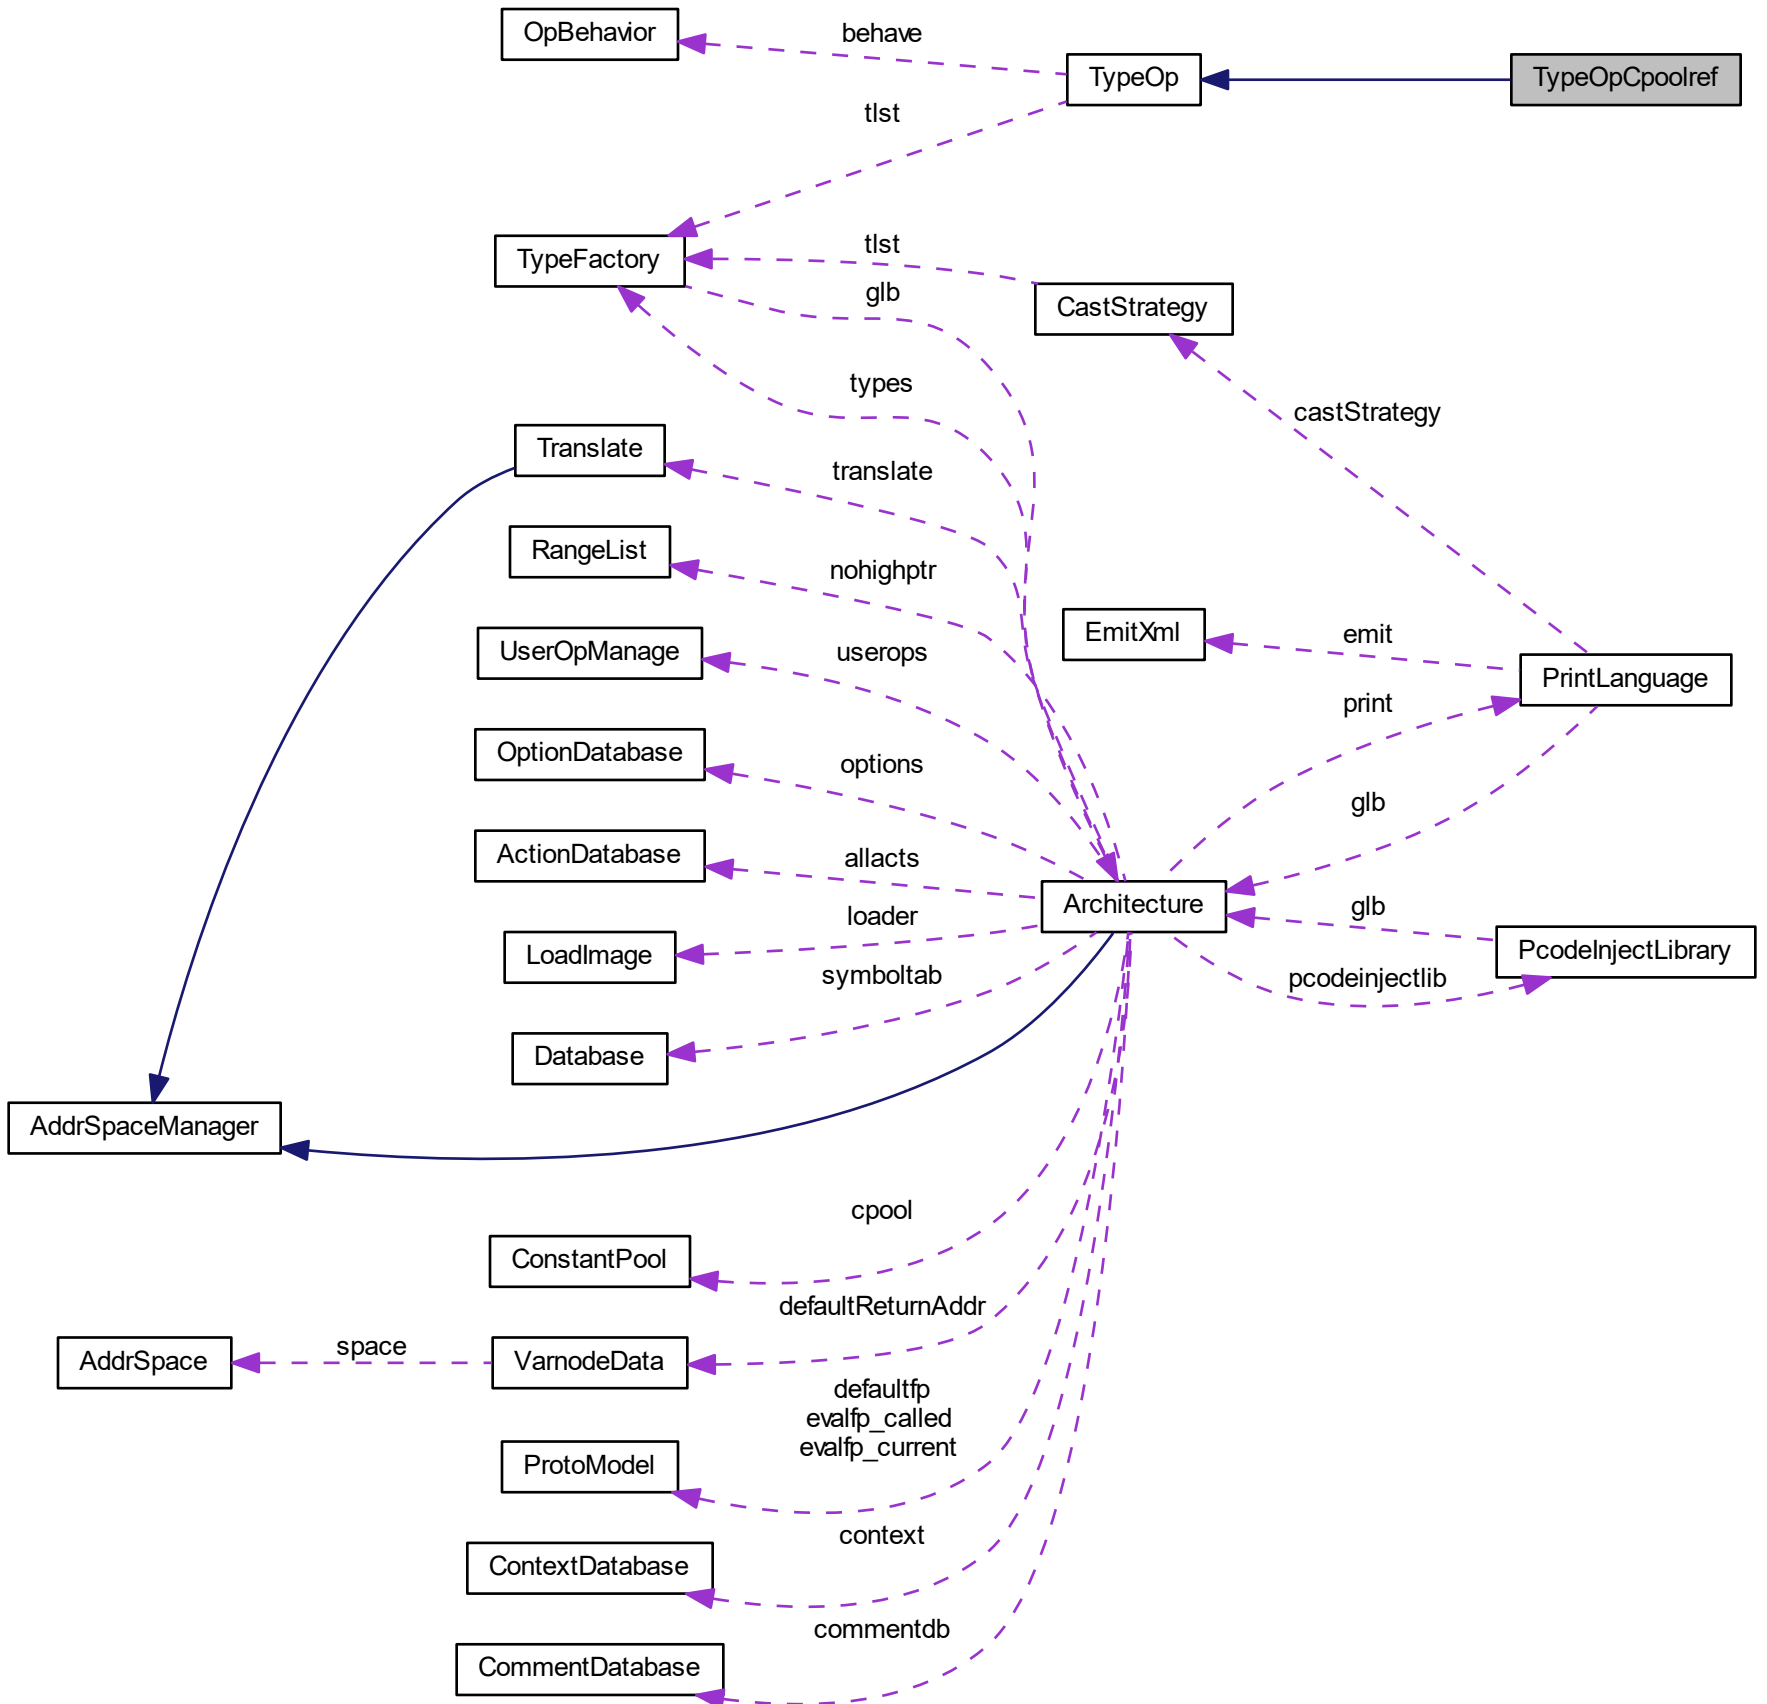 OpBehavior
behave
TypeOp
TypeOpCpoolref
tlst
TypeFactory
tlst
glb
CastStrategy
types
castStrategy
Translate
translate
RangeList
nohighptr
EmitXml
emit
UserOpManage
userops
PrintLanguage
print
OptionDatabase
options
glb
ActionDatabase
allacts
Architecture
glb
LoadImage
loader
PcodeInjectLibrary
symboltab
pcodeinjectlib
Database
AddrSpaceManager
cpool
ConstantPool
defaultReturnAddr
AddrSpace
space
VarnodeData
defaultfp
evalfp_called
evalfp_current
ProtoModel
context
ContextDatabase
commentdb
CommentDatabase